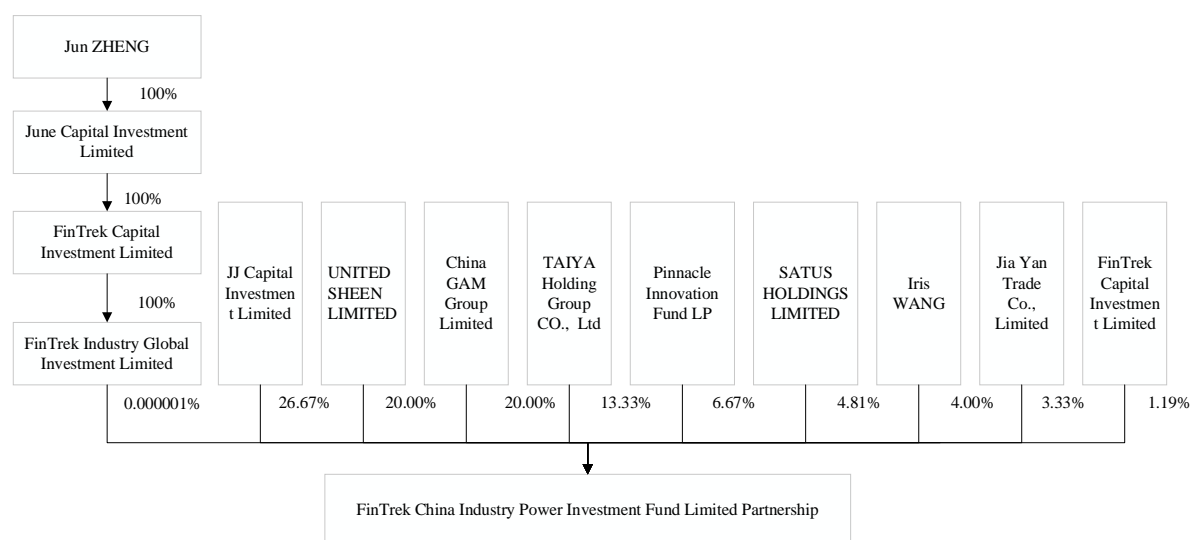 Jun ZHENG
100%
June Capital Investment
Limited
100%
FinTrek Capital
Investment Limited
100%
FinTrek Industry Global
Investment Limited
JJ Capital
Investmen
t Limited
UNITED
SHEEN
LIMITED
China
GAM
Group
Limited
TAIYA
Holding
Group
CO., Ltd
Pinnacle
Innovation
Fund LP
SATUS
HOLDINGS
LIMITED
Iris
WANG
Jia Yan
Trade
Co.,
Limited
FinTrek
Capital
Investmen
t Limited
0.000001%
26.67%
20.00%
20.00%
13.33%
6.67%
4.81%
4.00%
3.33%
1.19%
FinTrek China Industry Power Investment Fund Limited Partnership